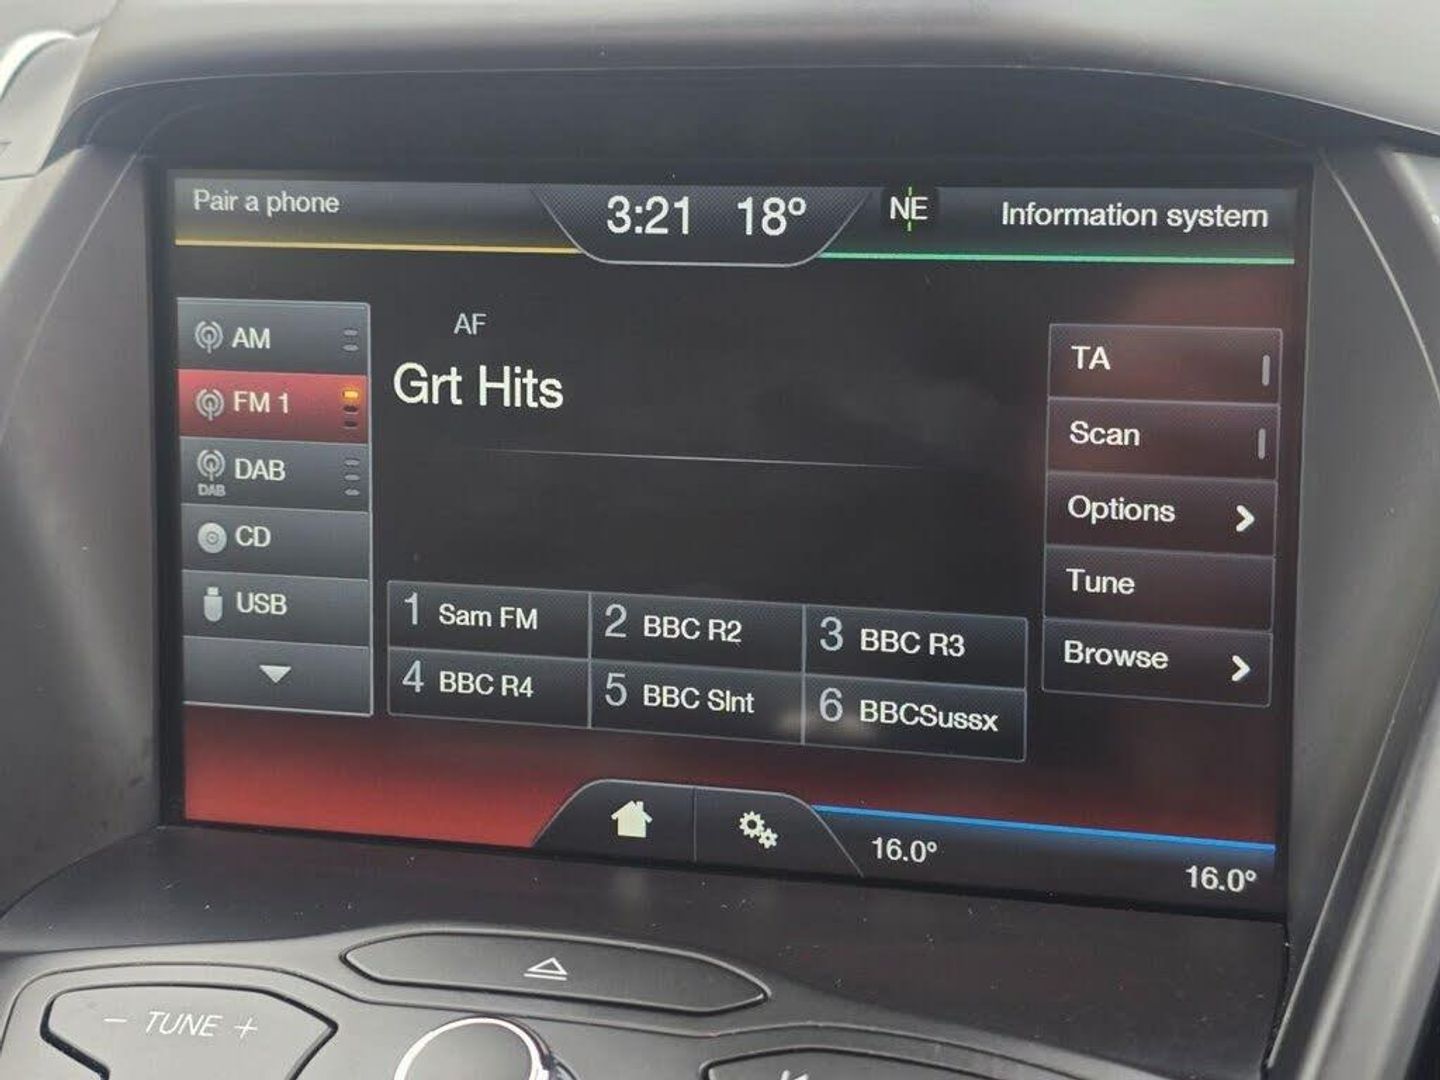 Pair a phone
3:21 18° NE
Information system
AM
FM 1
DAB
DAB
CD
USB
AF
Grt Hits
1 Sam FM
2 BBC R2
3 BBC R3
4 BBC R4
5 BBC Slnt
6 BBCSussx
TA
Scan
Options
Tune
Browse
16.0°
16.0°
– TUNE +